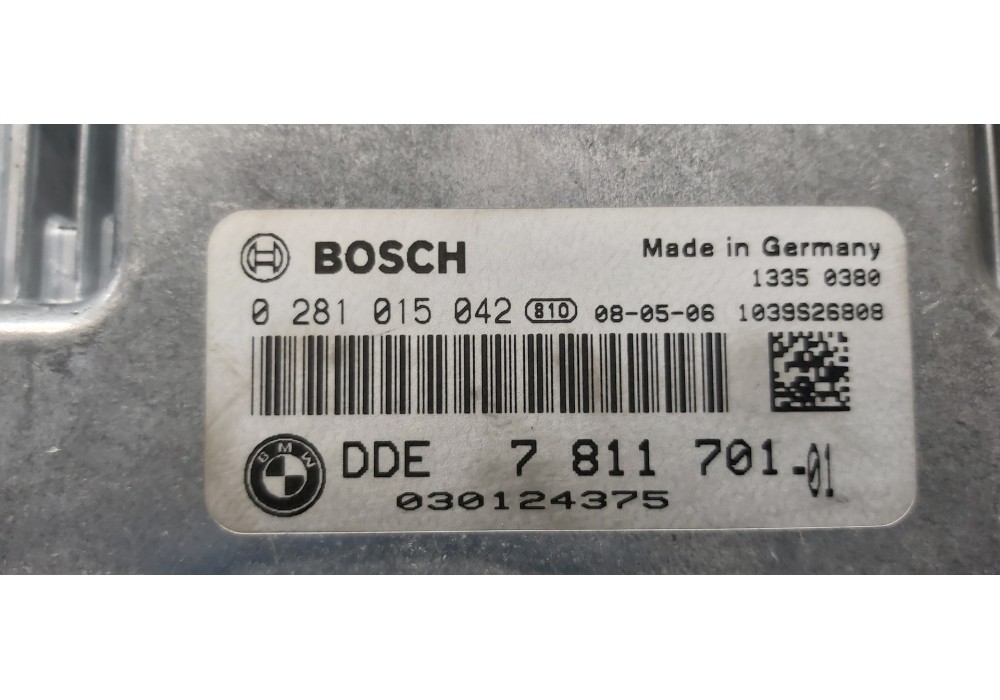 BOSCH Made in Germany
1335 0380
0 281 015 042 810 08-05-06 1039S26808
BMW DDE 7 811 701-01
030124375